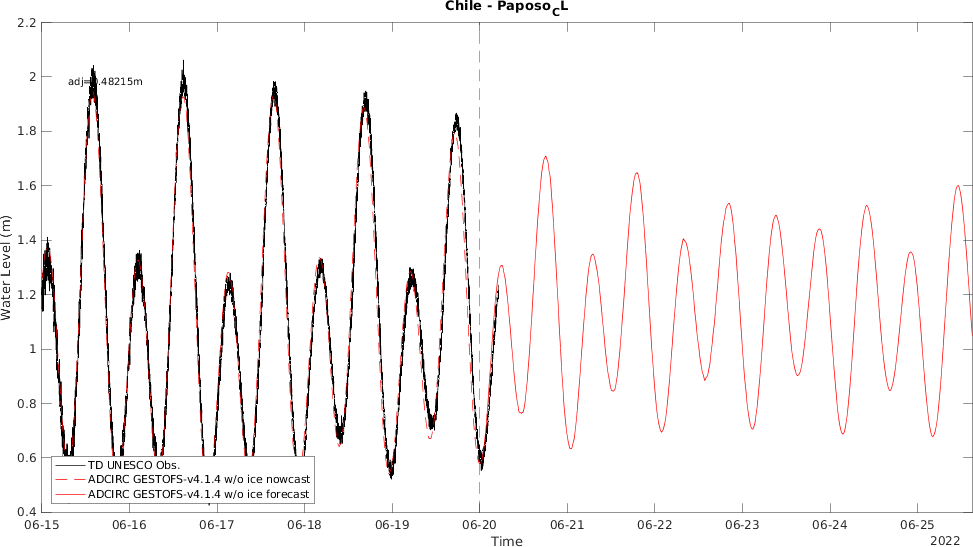 Chile - PaposoCL
2.2
2
1.8
1.6
1.4
1.2
1
0.8
0.6
0.4
Water Level (m)
TD UNESCO Obs.
ADCIRC GESTOFS-v4.1.4 w/o ice nowcast
ADCIRC GESTOFS-v4.1.4 w/o ice forecast
06-15 06-16 06-17 06-18 06-19 06-20 06-21 06-22 06-23 06-24 06-25
Time
2022